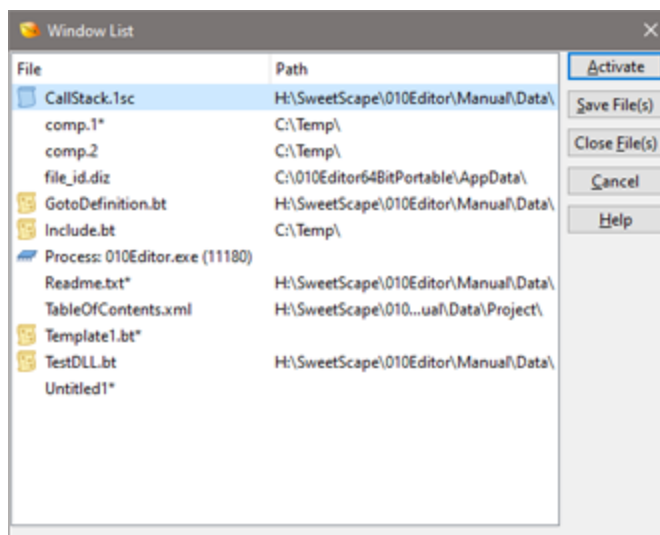 Window List
File Path
CallStack.1sc H:\SweetScape\010Editor\Manual\Data\
comp.1* C:\Temp\
comp.2 C:\Temp\
file_id.diz C:\010Editor64BitPortable\AppData\
GotoDefinition.bt H:\SweetScape\010Editor\Manual\Data\
Include.bt C:\Temp\
Process: 010Editor.exe (11180)
Readme.txt* H:\SweetScape\010Editor\Manual\Data\
TableOfContents.xml H:\SweetScape\010...ual\Data\Project\
Template1.bt*
TestDLL.bt H:\SweetScape\010Editor\Manual\Data\
Untitled1*
Activate
Save File(s)
Close File(s)
Cancel
Help